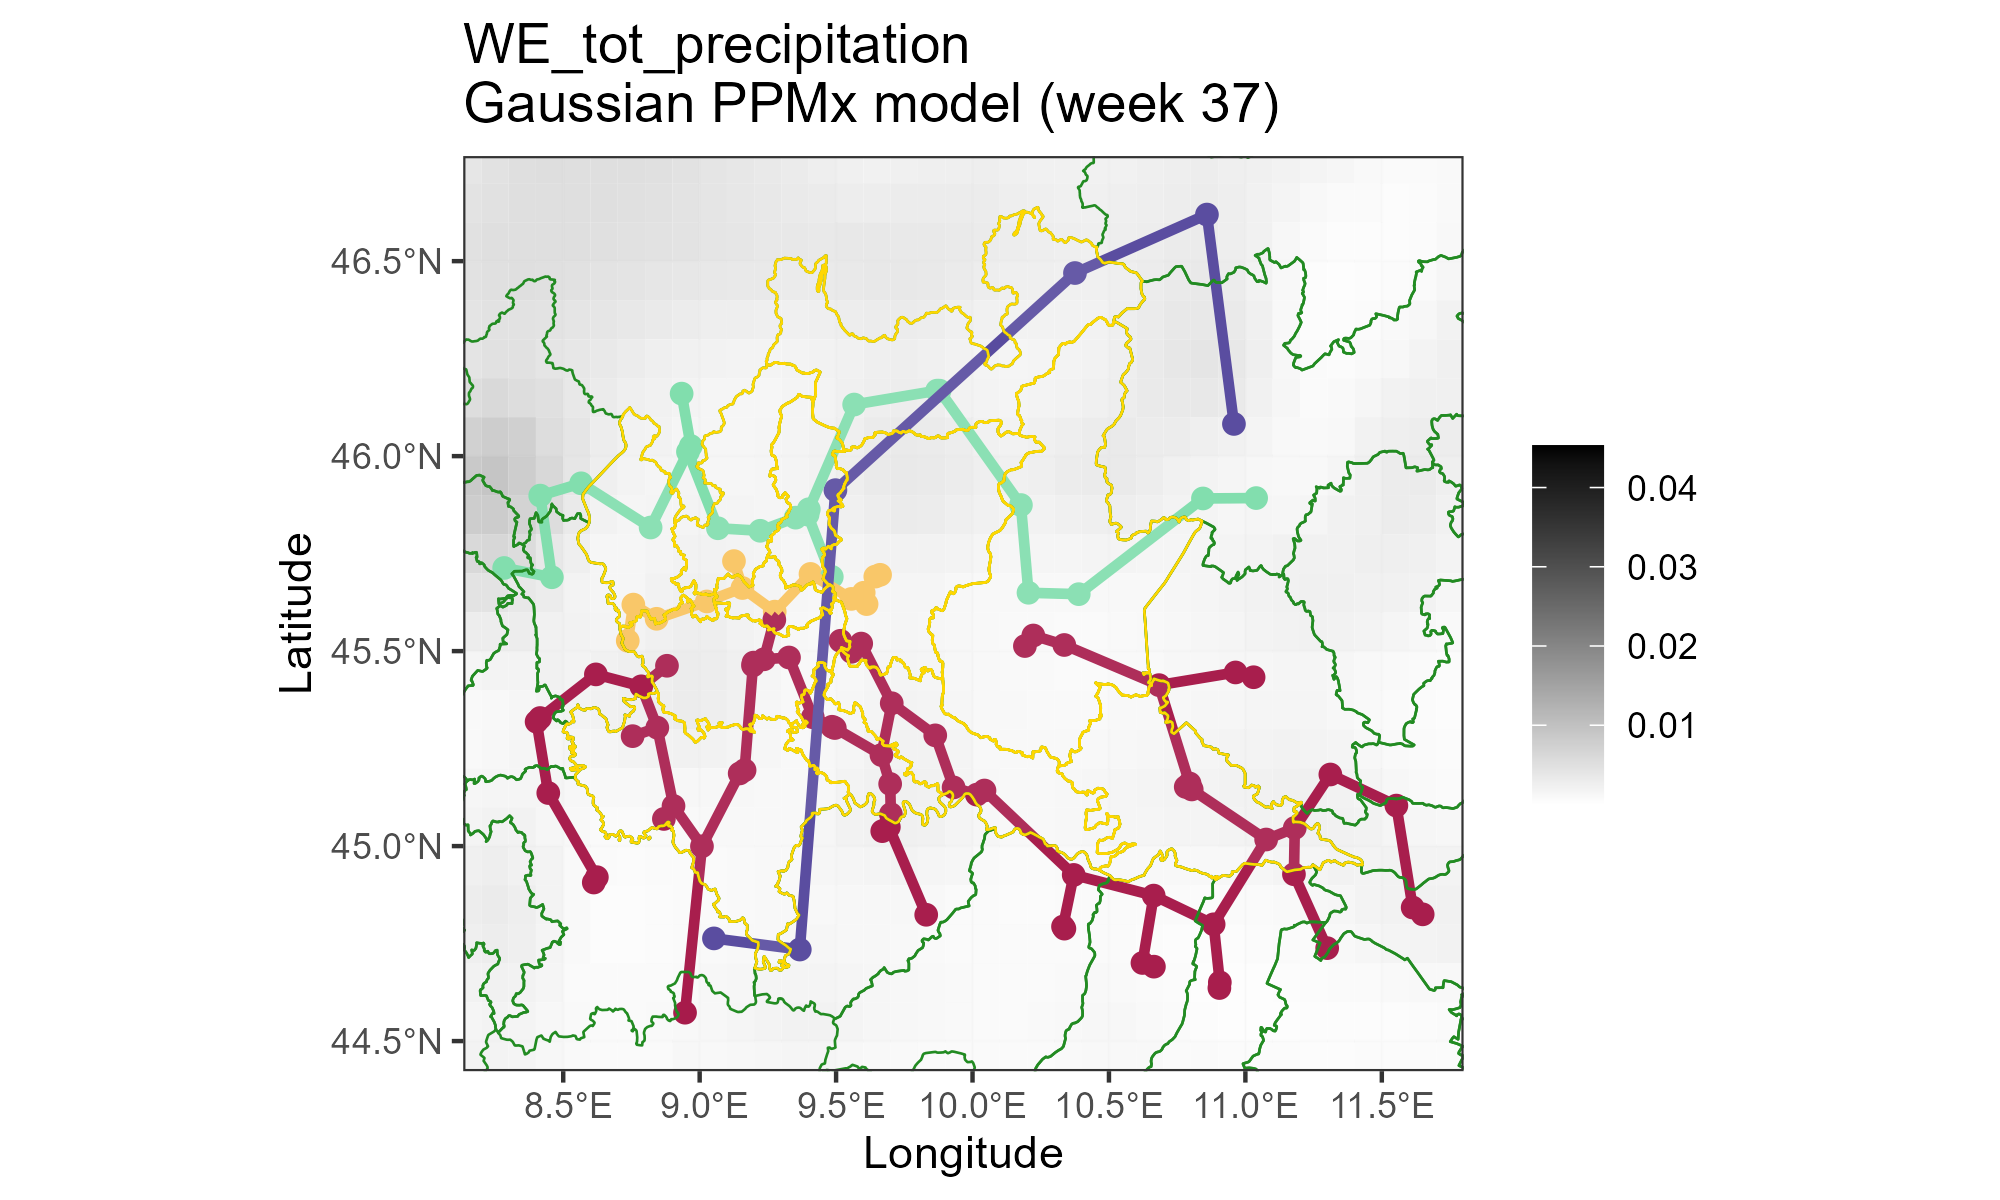 WE_tot_precipitation
Gaussian PPMx model (week 37)
46.5°N
46.0°N
45.5°N
45.0°N
44.5°N
Latitude
8.5°E
9.0°E
9.5°E
10.0°E
10.5°E
11.0°E
11.5°E
Longitude
0.04
0.03
0.02
0.01